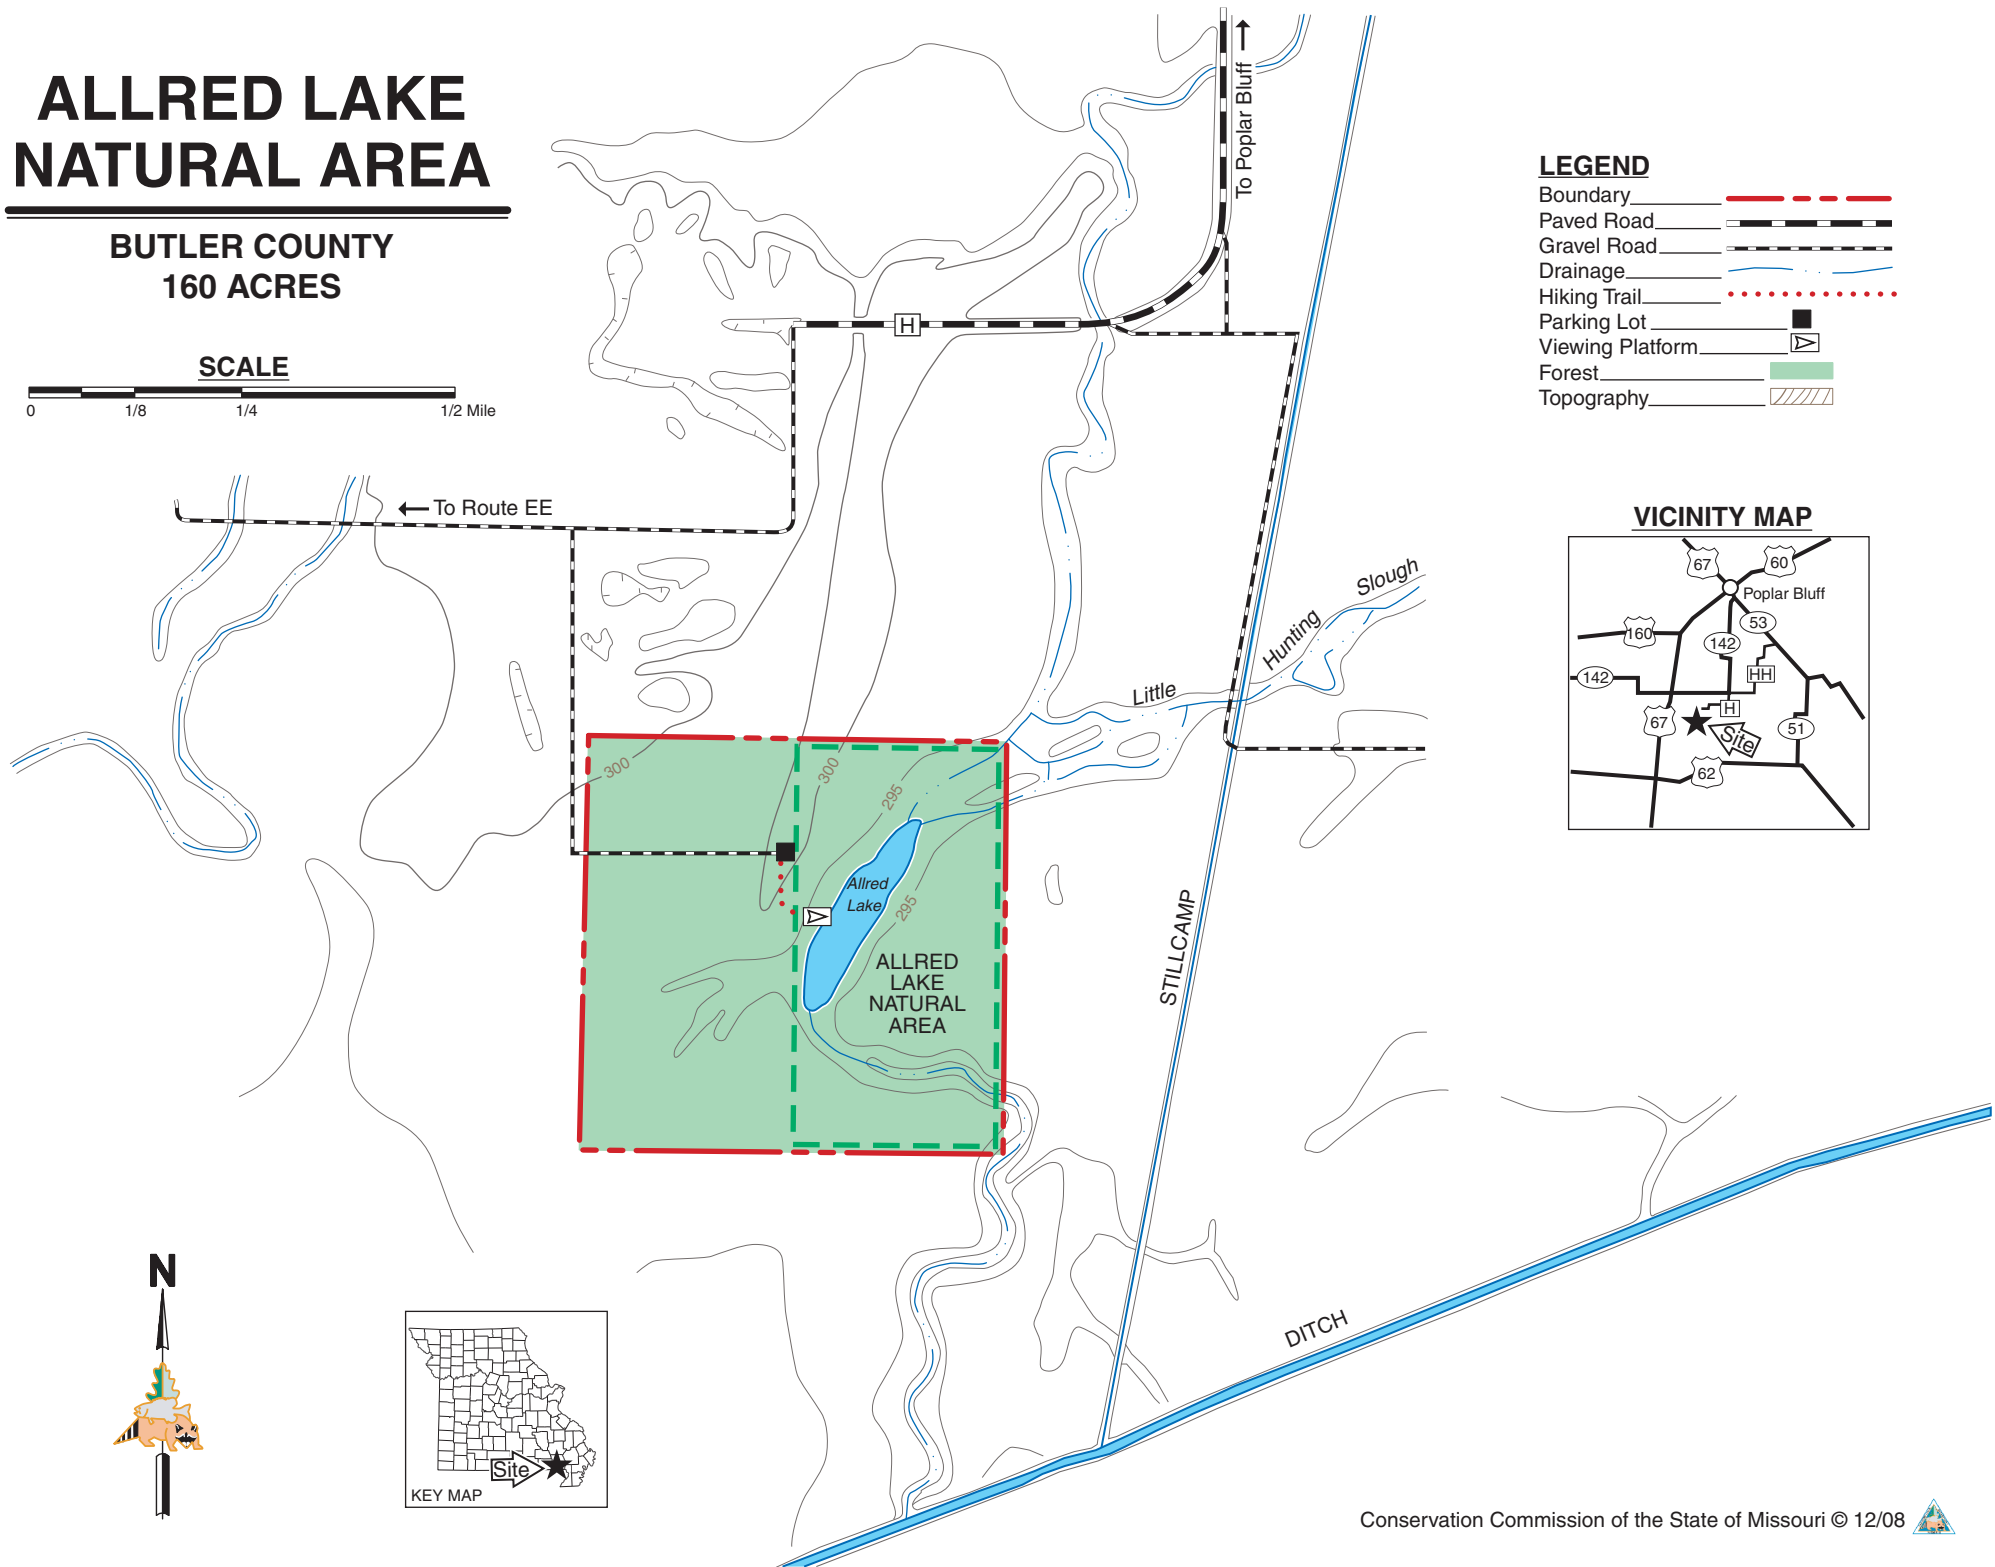 ALLRED LAKE
NATURAL AREA
BUTLER COUNTY
160 ACRES
SCALE
0 1/8 1/4 1/2 Mile
To Poplar Bluff
H
To Route EE
LEGEND
Boundary
Paved Road
Gravel Road
Drainage
Hiking Trail
Parking Lot
Viewing Platform
Forest
Topography
VICINITY MAP
67
60
Poplar Bluff
160
53
142
142
HH
H
67
Site
51
62
Little
Hunting
Slough
300
300
295
295
Allred
Lake
ALLRED
LAKE
NATURAL
AREA
STILLCAMP
DITCH
N
Site
KEY MAP
Conservation Commission of the State of Missouri © 12/08